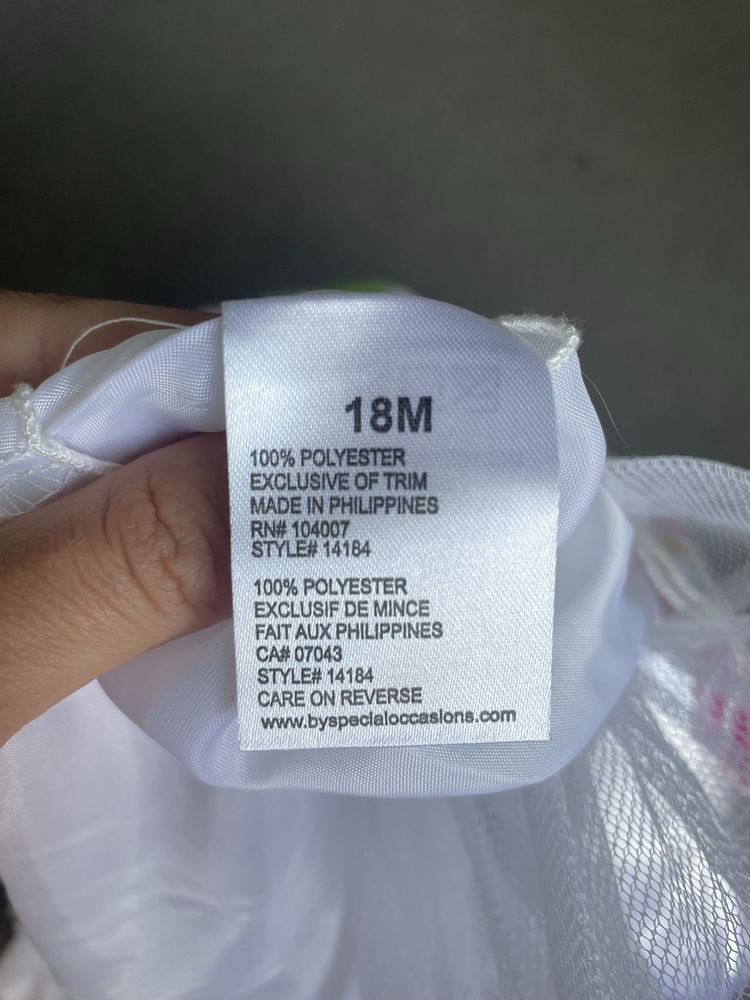 18M
100% POLYESTER
EXCLUSIVE OF TRIM
MADE IN PHILIPPINES
RN# 104007
STYLE# 14184
100% POLYESTER
EXCLUSIF DE MINCE
FAIT AUX PHILIPPINES
CA# 07043
STYLE# 14184
CARE ON REVERSE
www.byspecialoccasions.com